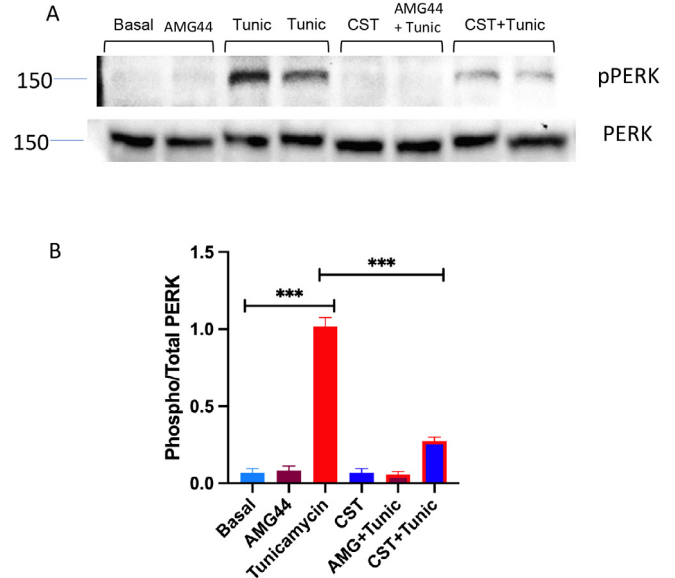 A
Basal AMG44 Tunic Tunic CST AMG44
+ Tunic CST+Tunic
150 pPERK
150 PERK
B
Phospho/Total PERK
1.5
1.0
0.5
0.0
***
***
Basal
AMG44
Tunicamycin
CST
AMG+Tunic
CST+Tunic